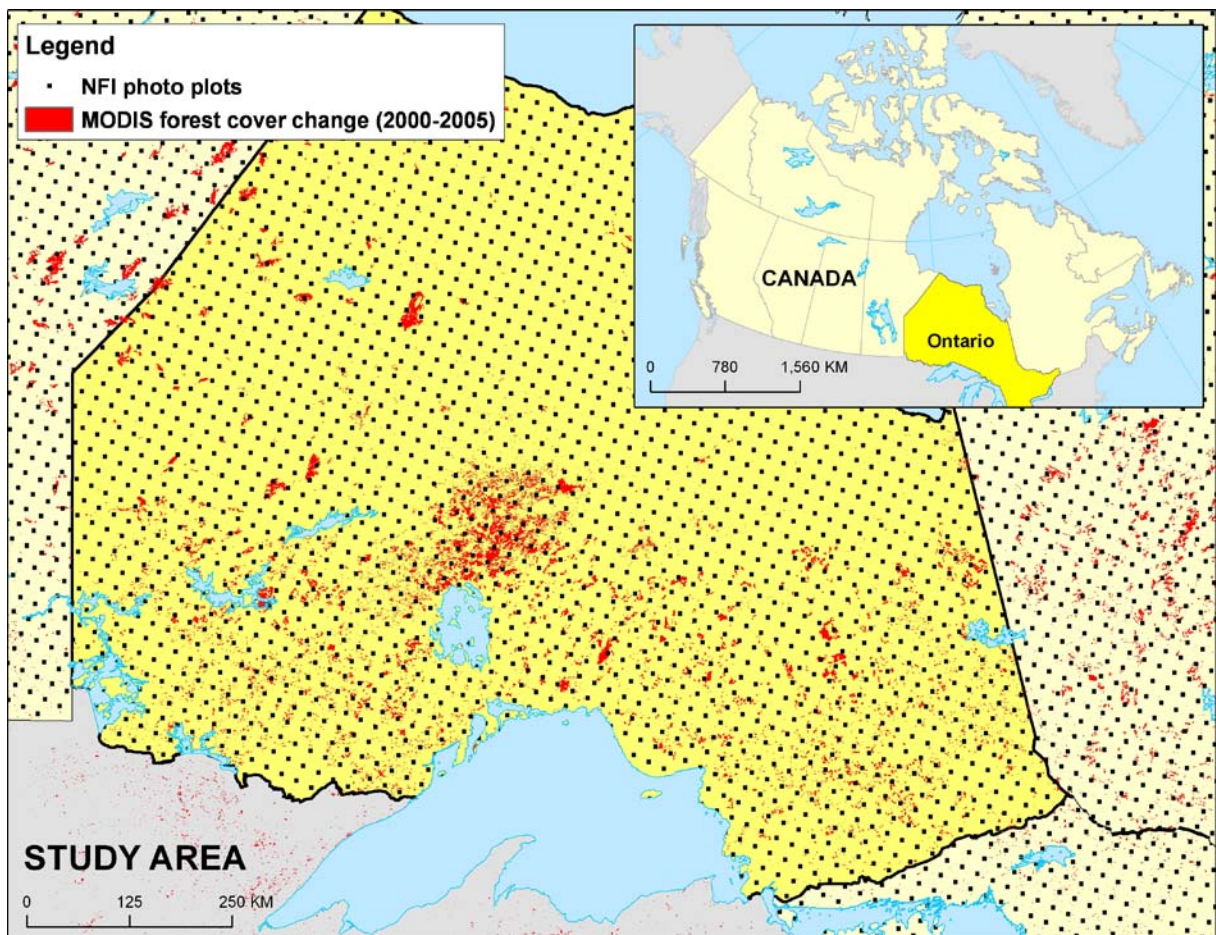 Legend
NFI photo plots
MODIS forest cover change (2000-2005)
CANADA
Ontario
0 780 1,560 KM
STUDY AREA
0 125 250 KM